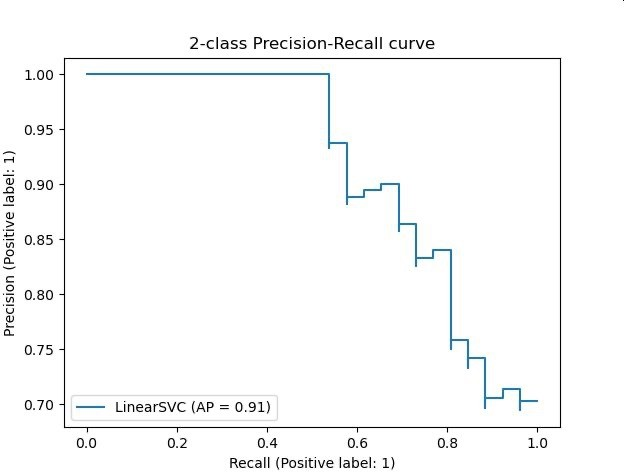 2-class Precision-Recall curve
Precision (Positive label: 1)
1.00
0.95
0.90
0.85
0.80
0.75
0.70
LinearSVC (AP = 0.91)
0.0 0.2 0.4 0.6 0.8 1.0
Recall (Positive label: 1)